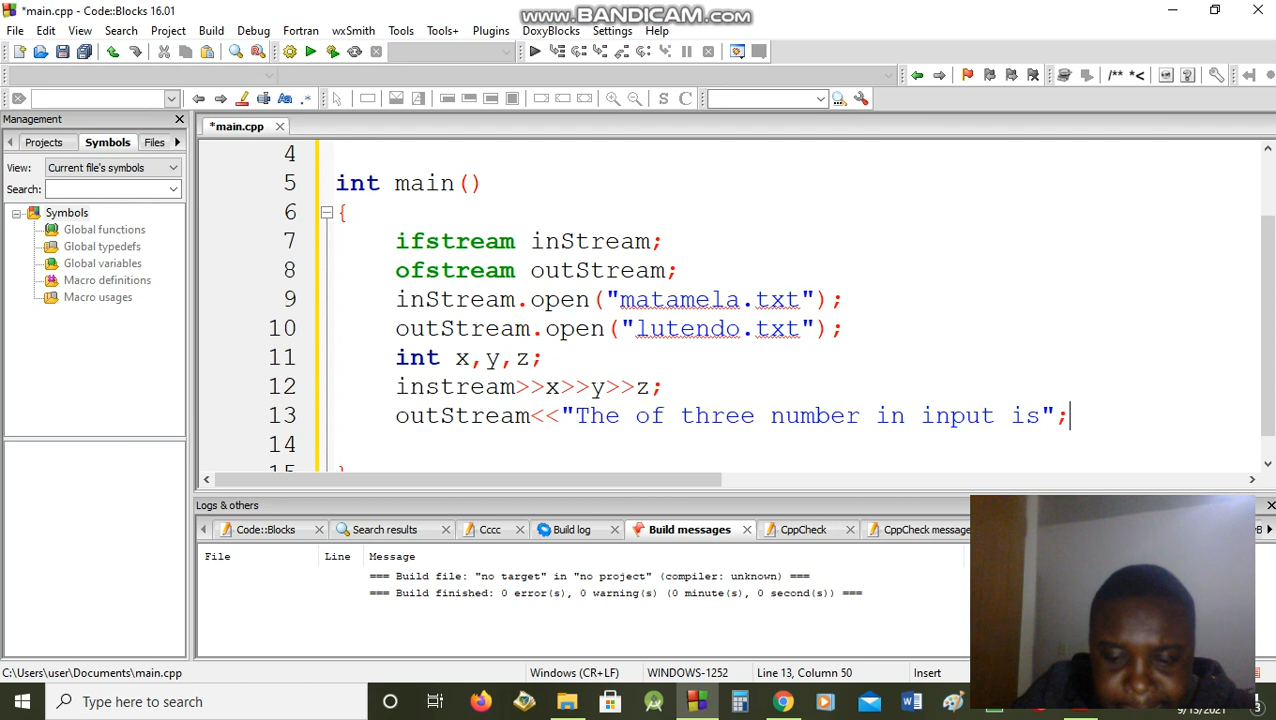 *main.cpp - Code::Blocks 16.01
www.BANDICAM.com
File Edit View Search Project Build Debug Fortran wxSmith Tools Tools+ Plugins DoxyBlocks Settings Help
/** *<
S C
Management
*main.cpp
Projects Symbols Files
View: Current file's symbols
Search:
Symbols
Global functions
Global typedefs
Global variables
Macro definitions
Macro usages
4
5 int main()
6 {
7 ifstream inStream;
8 ofstream outStream;
9 inStream.open("matamela.txt");
10 outStream.open("lutendo.txt");
11 int x,y,z;
12 instream>>x>>y>>z;
13 outStream<<"The of three number in input is";
14
15 }
Logs & others
Code::Blocks Search results Cccc Build log Build messages CppCheck CppCheck message
File Line Message
=== Build file: "no target" in "no project" (compiler: unknown) ===
=== Build finished: 0 error(s), 0 warning(s) (0 minute(s), 0 second(s)) ===
C:\Users\user\Documents\main.cpp Windows (CR+LF) WINDOWS-1252 Line 13, Column 50 Insert
Type here to search
9/15/2021